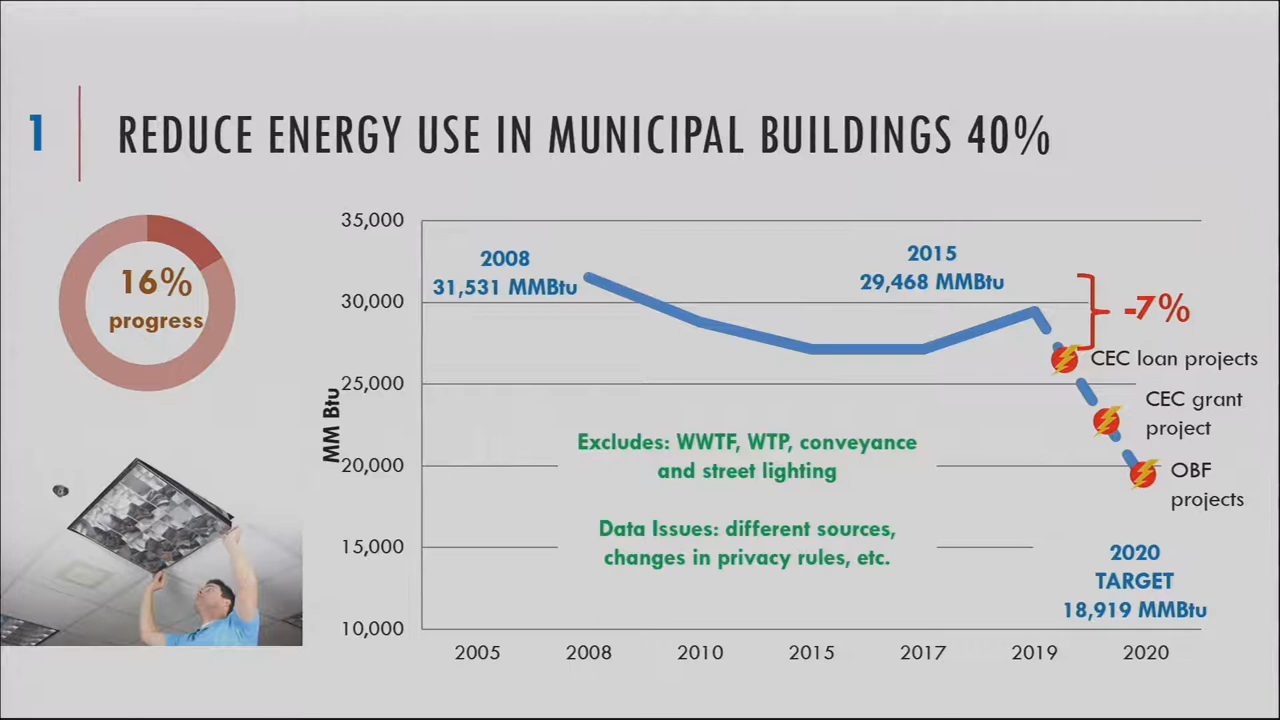 1
REDUCE ENERGY USE IN MUNICIPAL BUILDINGS 40%
16%
progress
MM Btu
35,000
30,000
25,000
20,000
15,000
10,000
2005
2008
2010
2015
2017
2019
2020
2008
31,531 MMBtu
2015
29,468 MMBtu
-7%
CEC loan projects
CEC grant
project
OBF
projects
Excludes: WWTF, WTP, conveyance
and street lighting
Data Issues: different sources,
changes in privacy rules, etc.
2020
TARGET
18,919 MMBtu